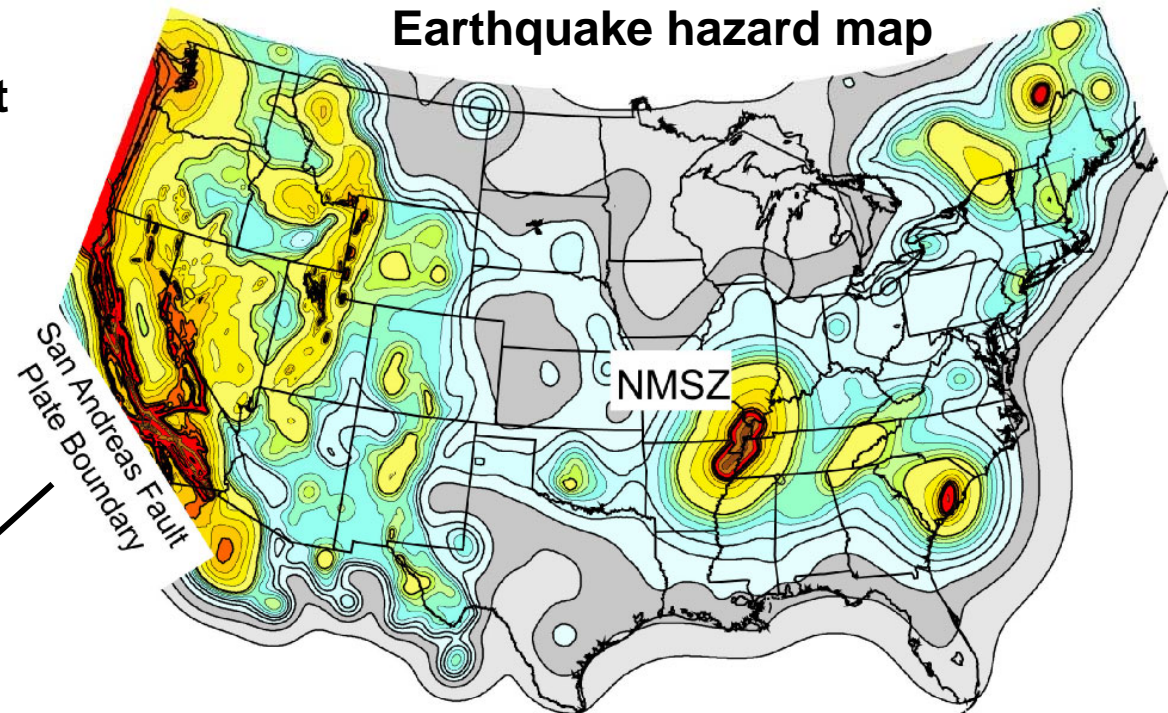 Earthquake hazard map
t
NMSZ
San Andreas Fault
Plate Boundary